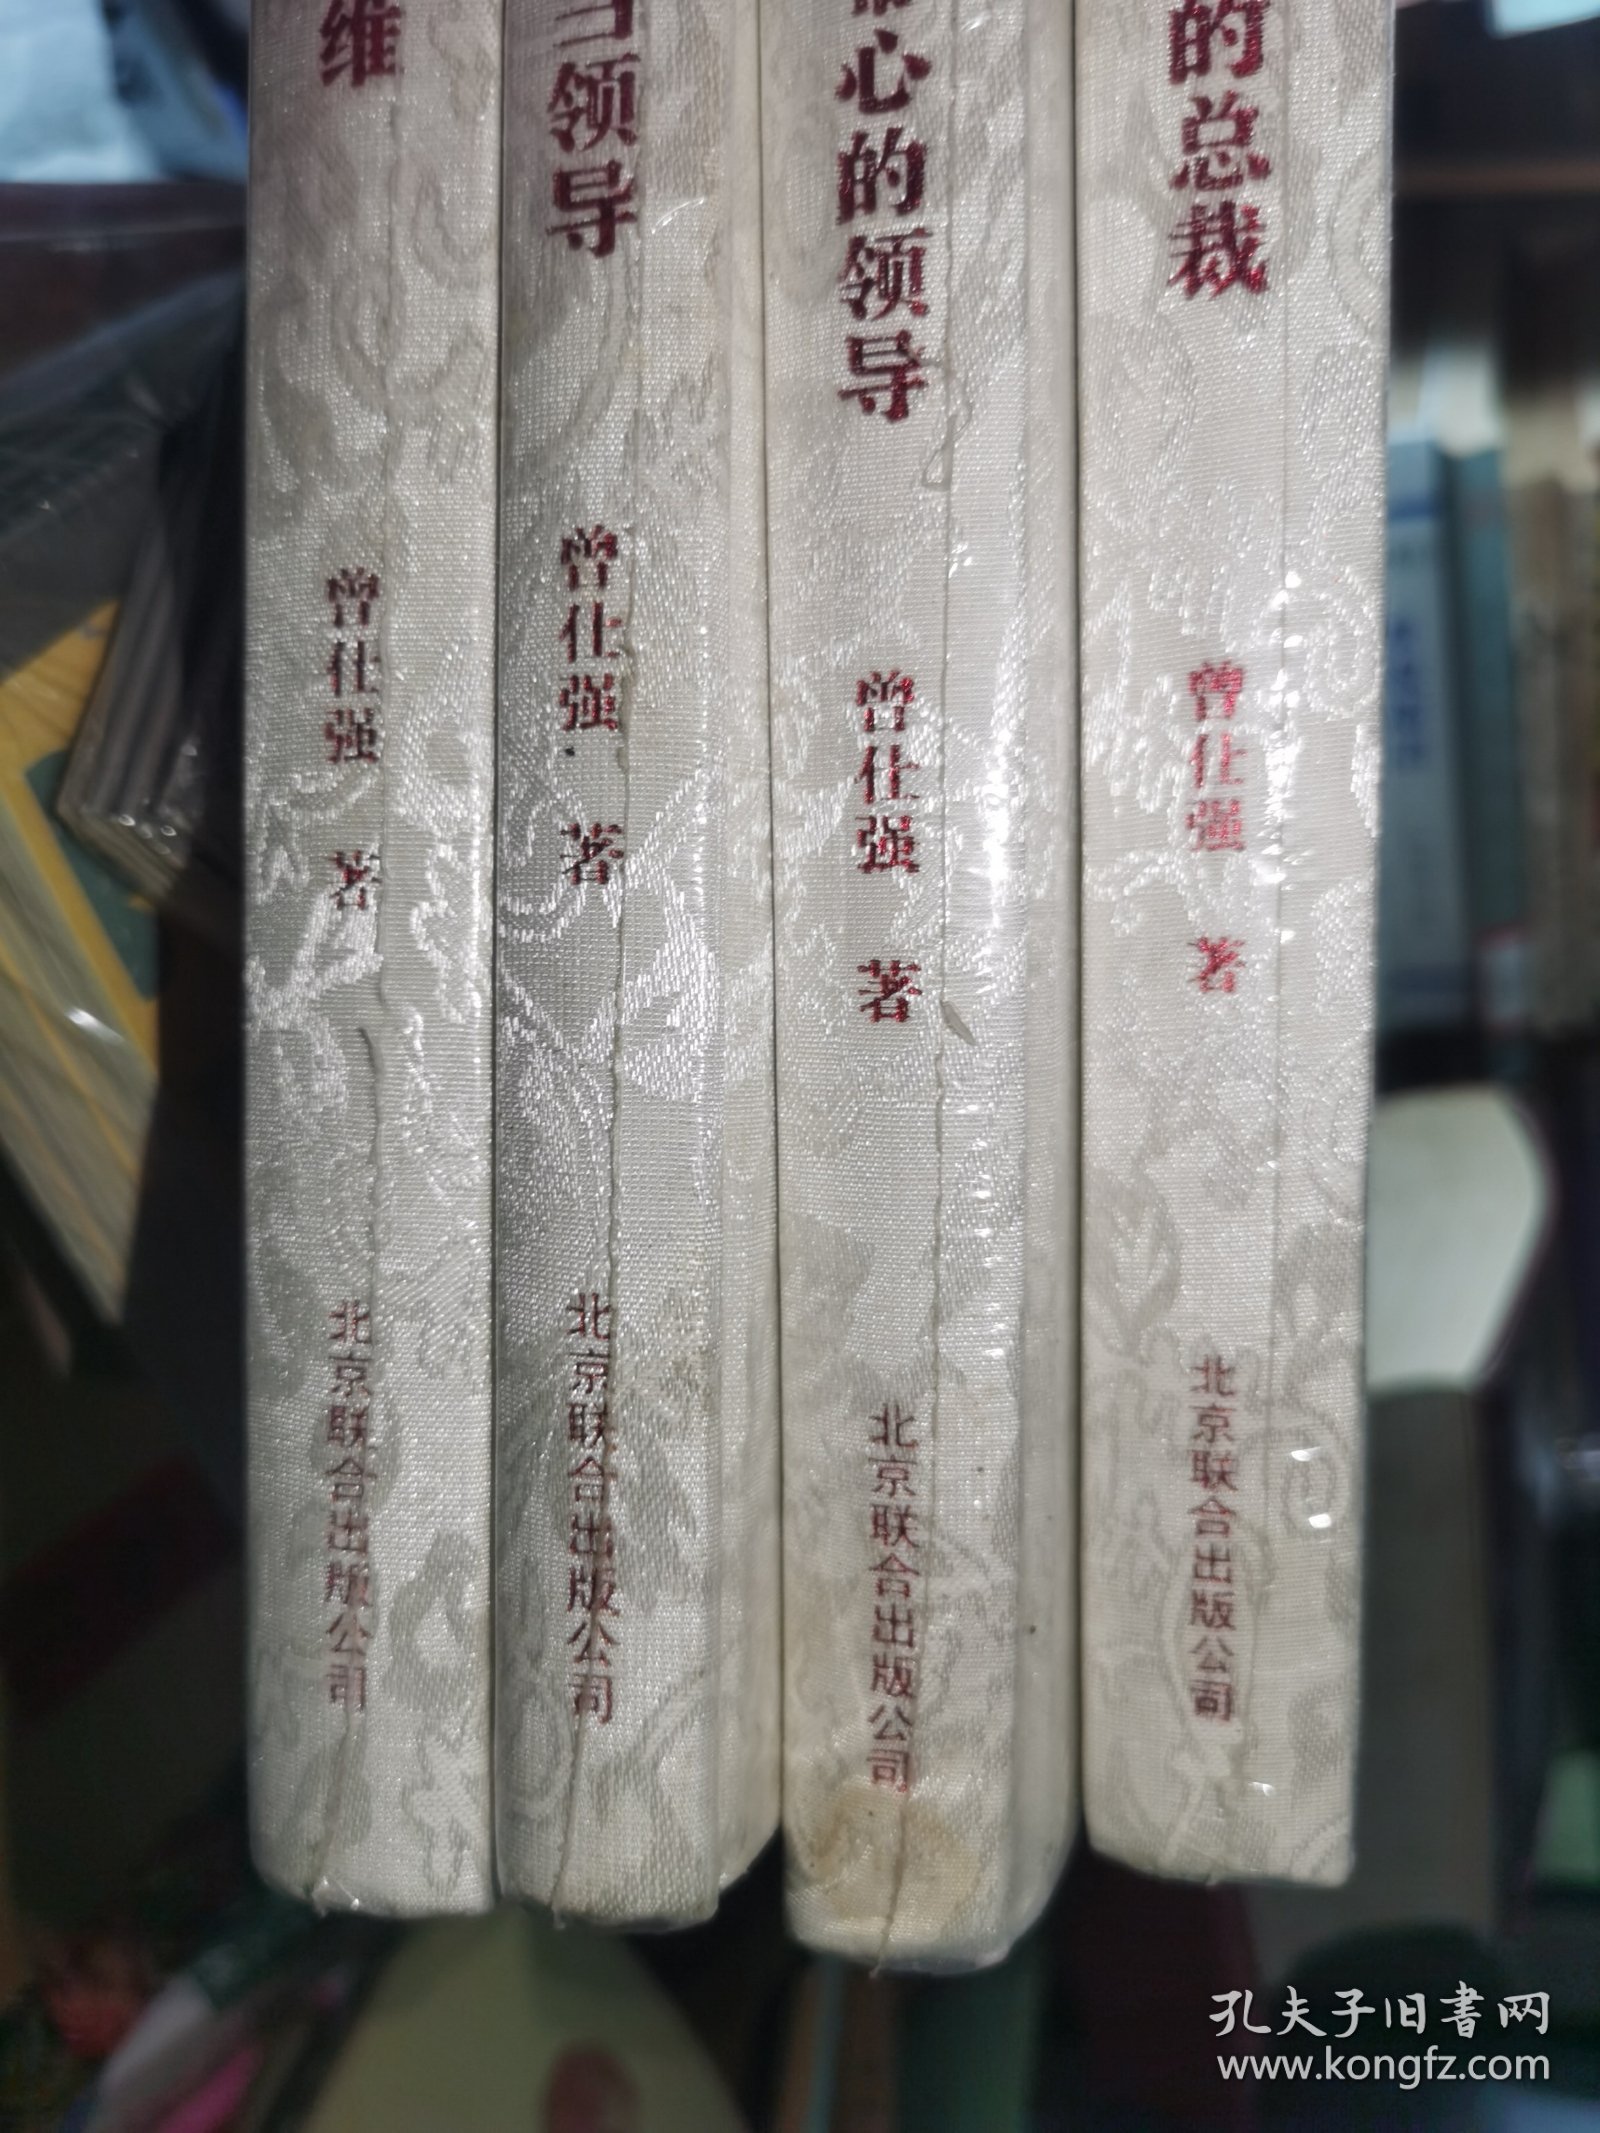 维
曾仕强 著
北京联合出版公司
当领导
曾仕强 著
北京联合出版公司
心的领导
曾仕强 著
北京联合出版公司
的总裁
曾仕强 著
北京联合出版公司
孔夫子旧書网
www.kongfz.com